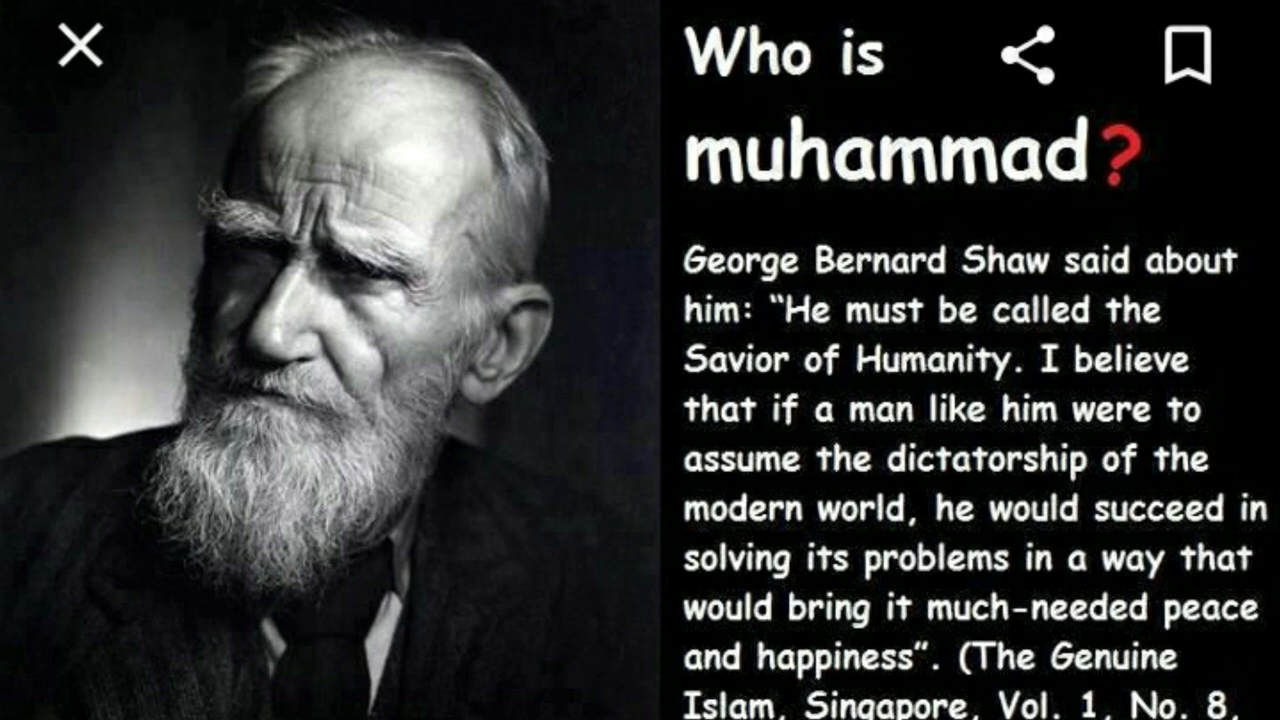 Who is
muhammad?
George Bernard Shaw said about
him: “He must be called the
Savior of Humanity. I believe
that if a man like him were to
assume the dictatorship of the
modern world, he would succeed in
solving its problems in a way that
would bring it much-needed peace
and happiness”. (The Genuine
Islam, Singapore, Vol. 1, No. 8,